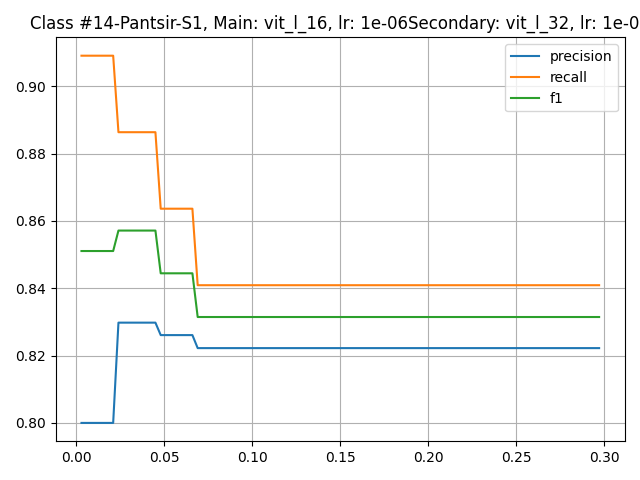 Class #14-Pantsir-S1, Main: vit_l_16, lr: 1e-06Secondary: vit_l_32, lr: 1e-0
precision
recall
f1
0.90
0.88
0.86
0.84
0.82
0.80
0.00 0.05 0.10 0.15 0.20 0.25 0.30